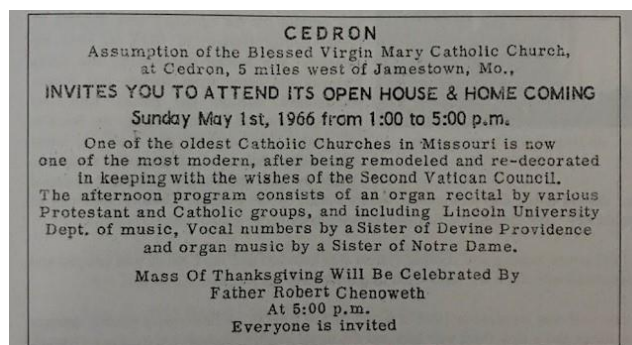 CEDRON
Assumption of the Blessed Virgin Mary Catholic Church,
at Cedron, 5 miles west of Jamestown, Mo.,
INVITES YOU TO ATTEND ITS OPEN HOUSE & HOME COMING
Sunday May 1st, 1966 from 1:00 to 5:00 p.m.
One of the oldest Catholic Churches in Missouri is now
one of the most modern, after being remodeled and re-decorated
in keeping with the wishes of the Second Vatican Council.
The afternoon program consists of an organ recital by various
Protestant and Catholic groups, and including Lincoln University
Dept. of music, Vocal numbers by a Sister of Devine Providence
and organ music by a Sister of Notre Dame.
Mass Of Thanksgiving Will Be Celebrated By
Father Robert Chenoweth
At 5:00 p.m.
Everyone is invited